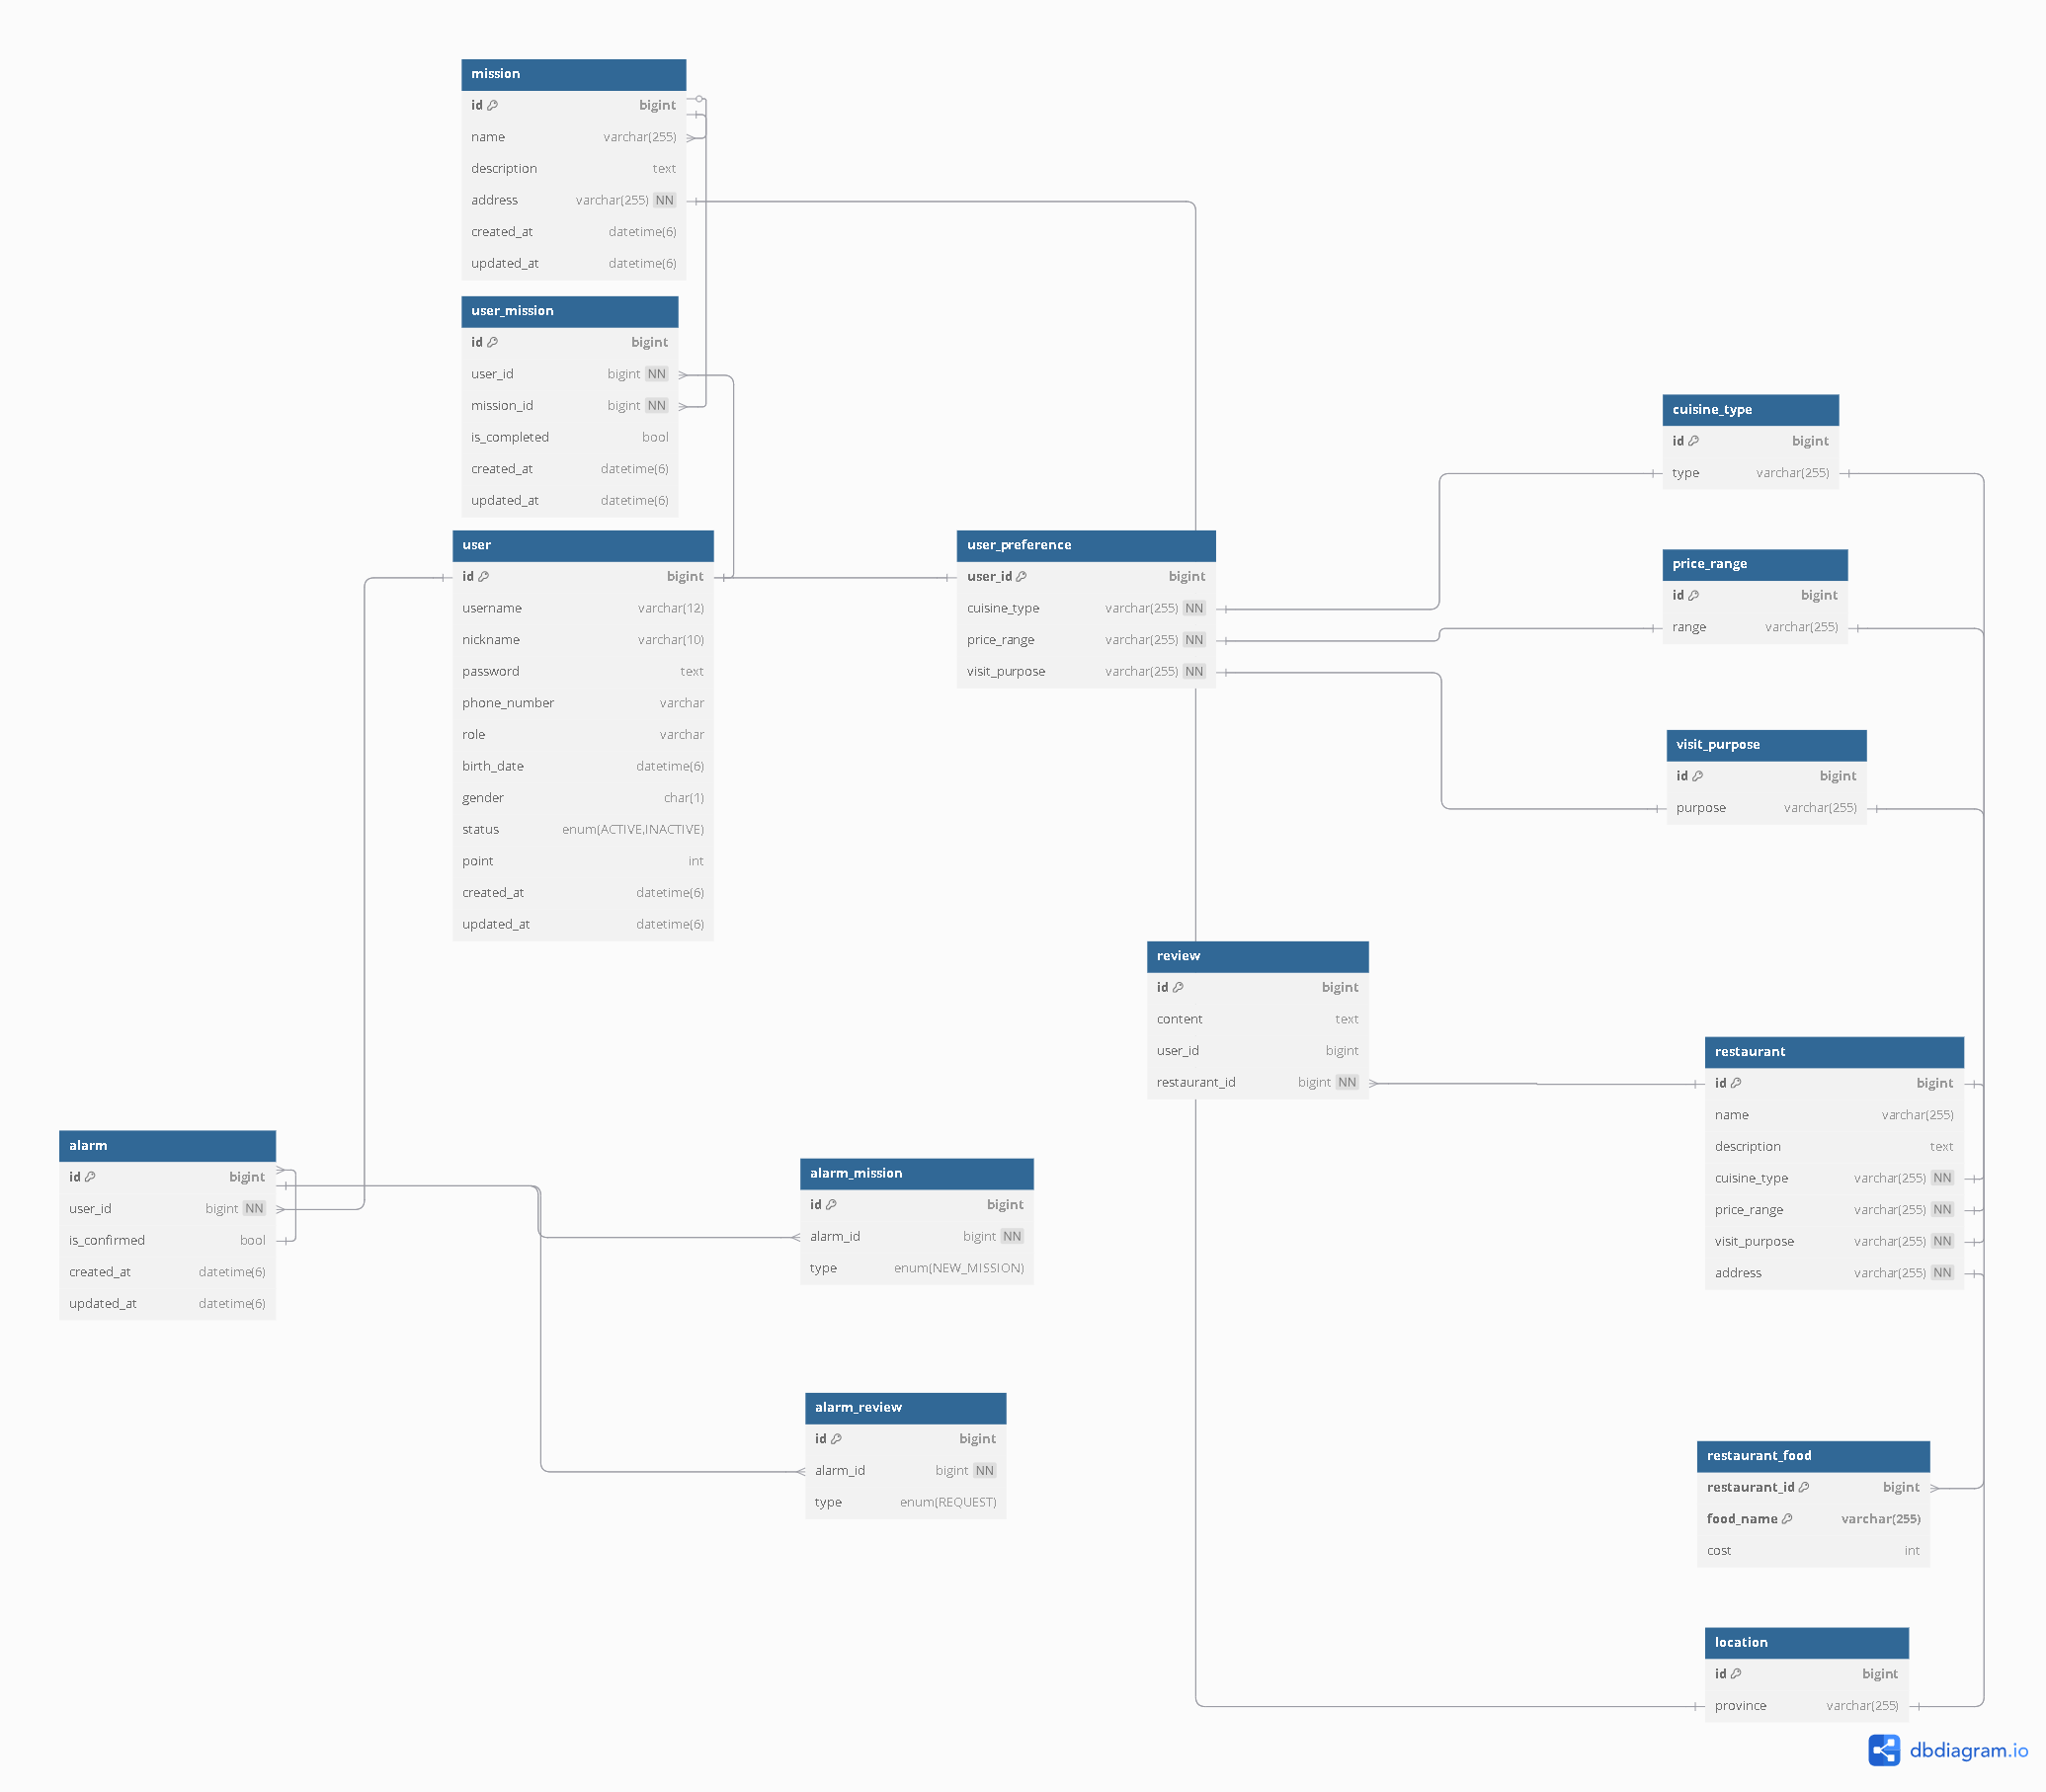 mission
id bigint
name varchar(255)
description text
address varchar(255) NN
created_at datetime(6)
updated_at datetime(6)
user_mission
id bigint
user_id bigint NN
mission_id bigint NN
is_completed bool
created_at datetime(6)
updated_at datetime(6)
user
id bigint
username varchar(12)
nickname varchar(10)
password text
phone_number varchar
role varchar
birth_date datetime(6)
gender char(1)
status enum(ACTIVE,INACTIVE)
point int
created_at datetime(6)
updated_at datetime(6)
user_preference
user_id bigint
cuisine_type varchar(255) NN
price_range varchar(255) NN
visit_purpose varchar(255) NN
cuisine_type
id bigint
type varchar(255)
price_range
id bigint
range varchar(255)
visit_purpose
id bigint
purpose varchar(255)
review
id bigint
content text
user_id bigint
restaurant_id bigint NN
restaurant
id bigint
name varchar(255)
description text
cuisine_type varchar(255) NN
price_range varchar(255) NN
visit_purpose varchar(255) NN
address varchar(255) NN
alarm
id bigint
user_id bigint NN
is_confirmed bool
created_at datetime(6)
updated_at datetime(6)
alarm_mission
id bigint
alarm_id bigint NN
type enum(NEW_MISSION)
alarm_review
id bigint
alarm_id bigint NN
type enum(REQUEST)
restaurant_food
restaurant_id bigint
food_name varchar(255)
cost int
location
id bigint
province varchar(255)
dbdiagram.io